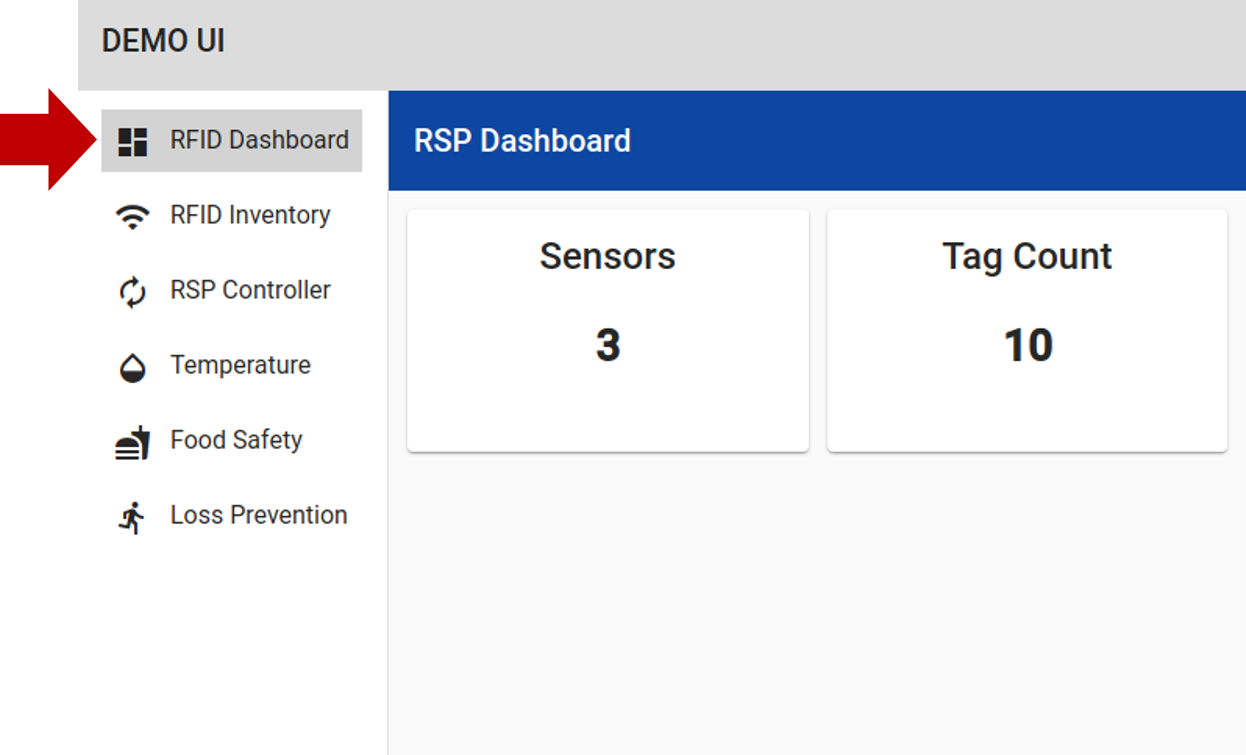 DEMO UI
RFID Dashboard
RFID Inventory
RSP Controller
Temperature
Food Safety
Loss Prevention
RSP Dashboard
Sensors
3
Tag Count
10